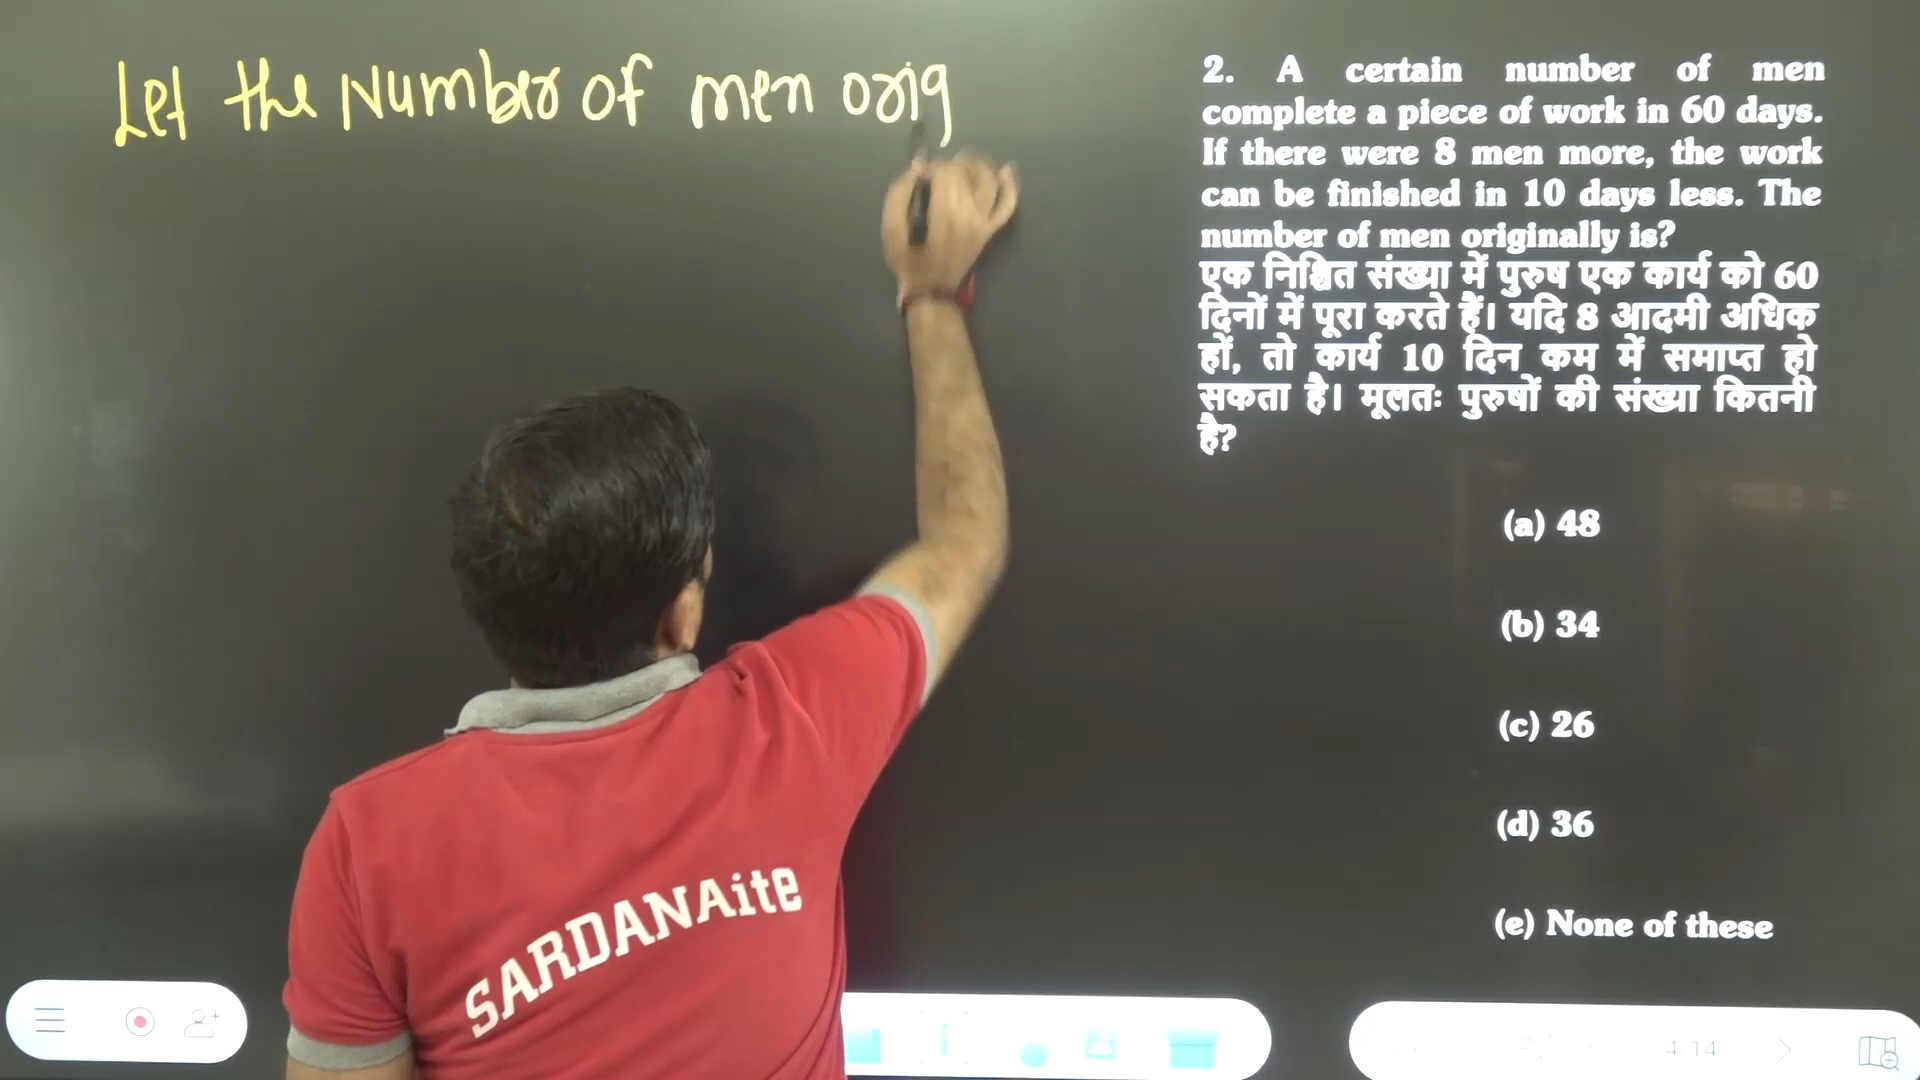 Let the Number of men orig
2. A certain number of men
complete a piece of work in 60 days.
If there were 8 men more, the work
can be finished in 10 days less. The
number of men originally is?
एक निश्चित संख्या में पुरुष एक कार्य को 60
दिनों में पूरा करते हैं। यदि 8 आदमी अधिक
हों, तो कार्य 10 दिन कम में समाप्त हो
सकता है। मूलतः पुरुषों की संख्या कितनी
है?
(a) 48
(b) 34
(c) 26
(d) 36
(e) None of these
SARDANAite
4/14